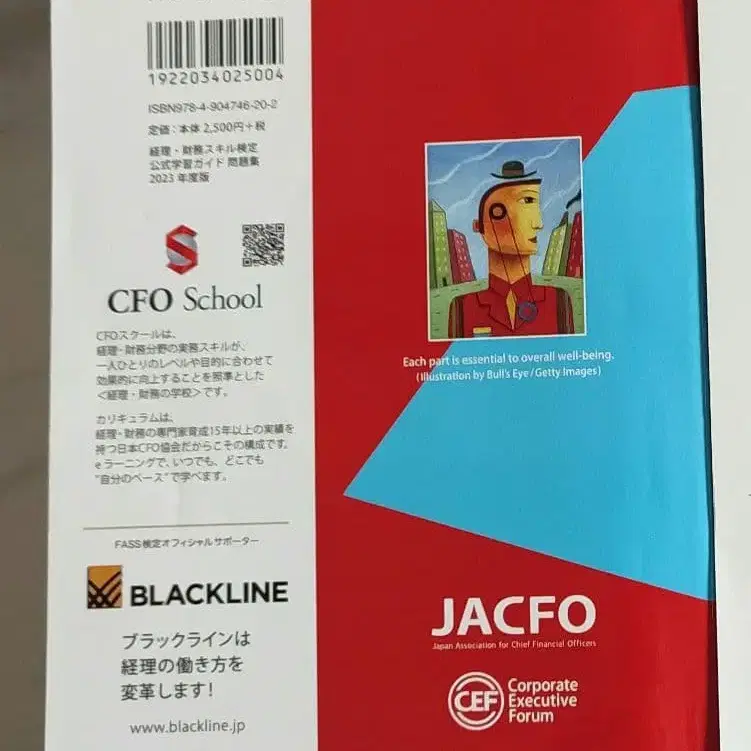 1922034025004
ISBN978-4-904746-20-2
定価：本体 2,500円+税
経理・財務スキル検定
公式学習ガイド 問題集
2023 年度版
CFO School
CFOスクールは、
経理・財務分野の実務スキルが、
一人ひとりのレベルや目的に合わせて
効果的に向上することを照準とした
＜経理・財務の学校＞です。
カリキュラムは、
経理・財務の専門家育成15年以上の実績を
持つ日本CFO協会だからこその構成です。
eラーニングで、いつでも、どこでも
"自分のペース"で学べます。
FASS検定オフィシャルサポーター
BLACKLINE
ブラックラインは
経理の働き方を
変革します！
www.blackline.jp
Each part is essential to overall well-being.
(Illustration by Bull's Eye/Getty Images)
JACFO
Japan Association for Chief Financial Officers
CEF
Corporate
Executive
Forum